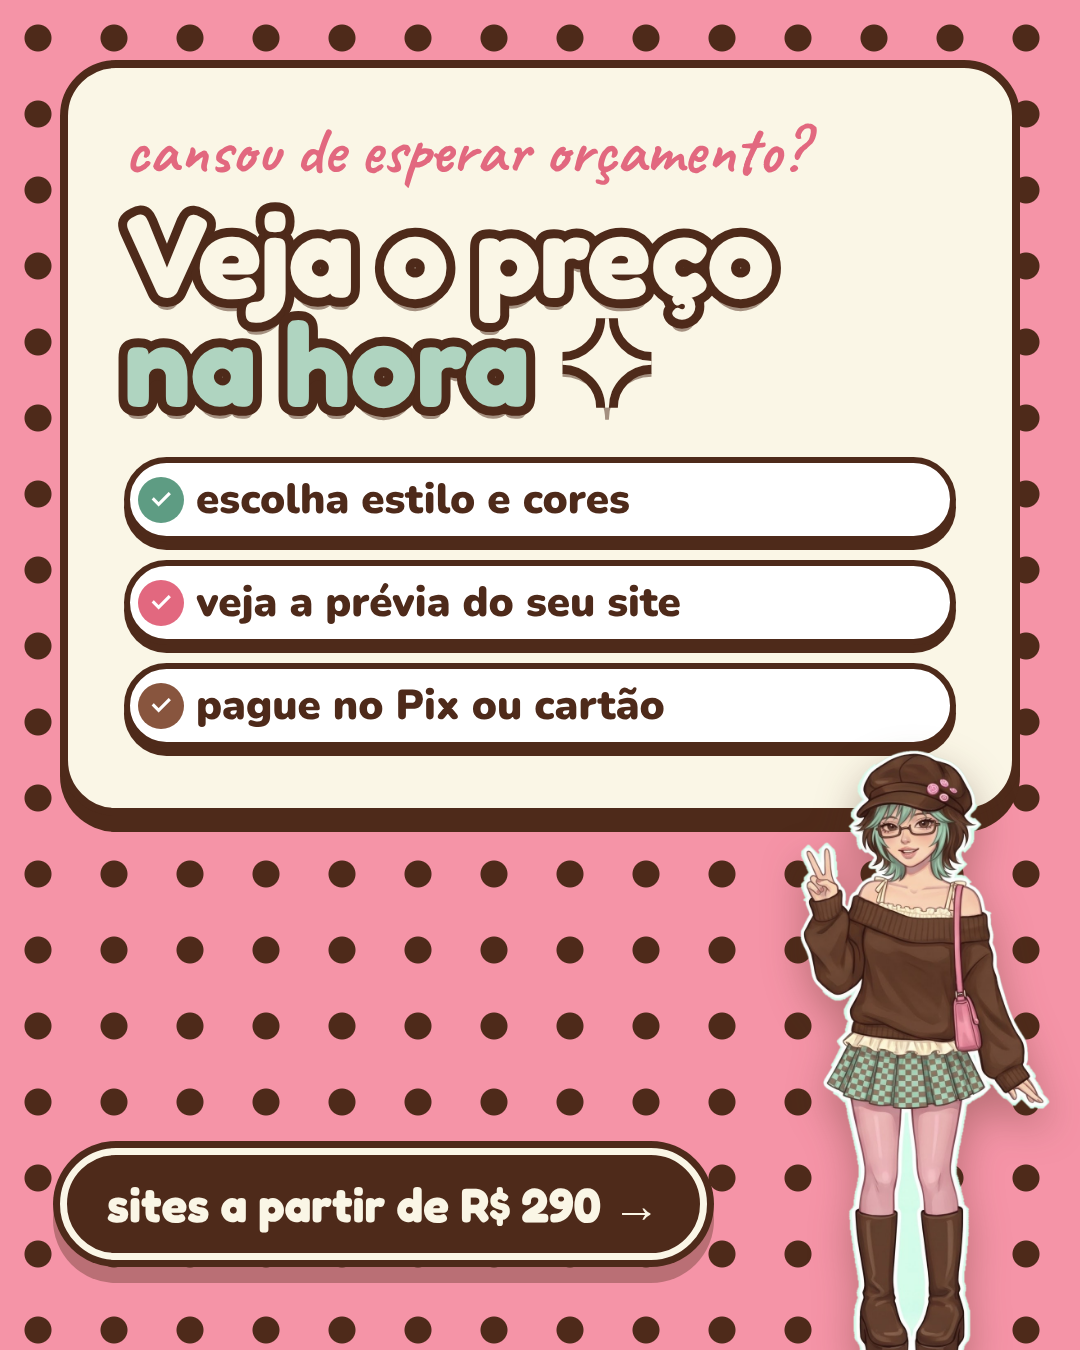 cansou de esperar orçamento?
Veja o preço
na hora
escolha estilo e cores
veja a prévia do seu site
pague no Pix ou cartão
sites a partir de R$ 290 →